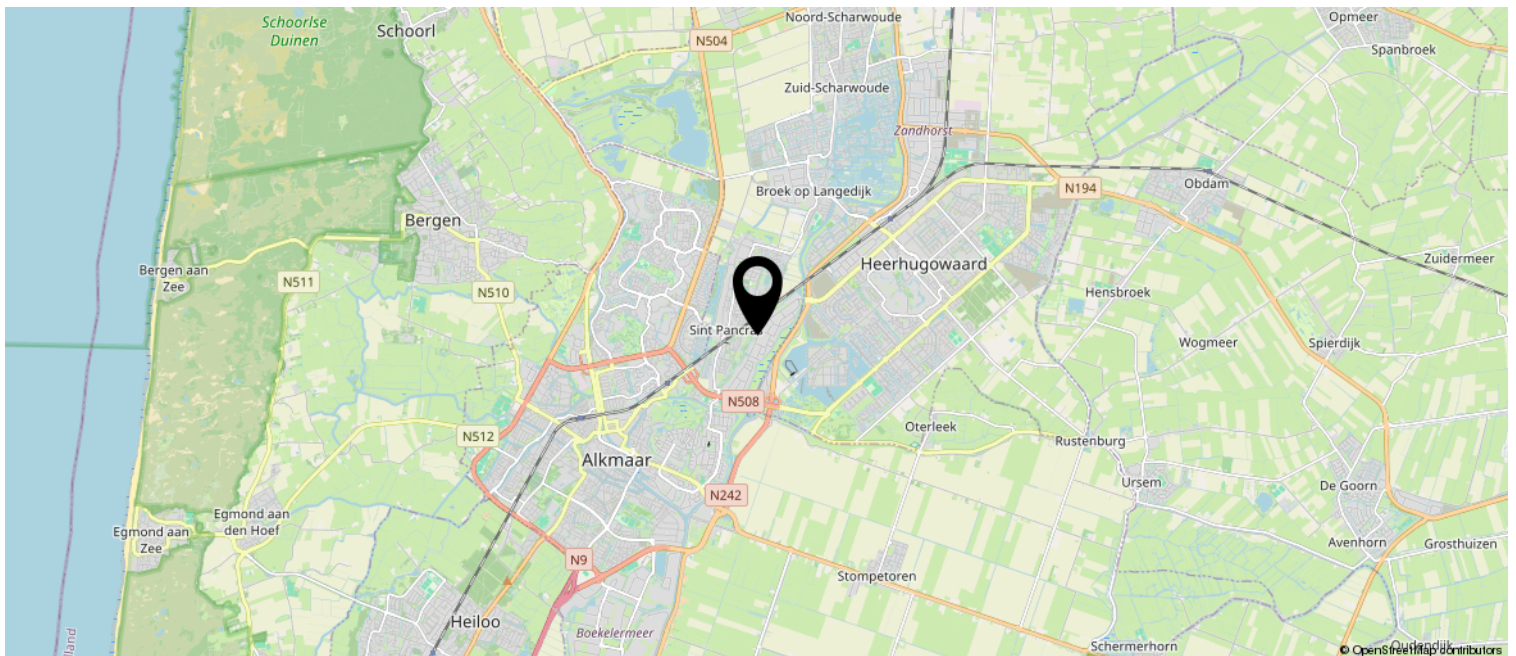 Schoorlse
Duinen
Schoorl
N504
Noord-Scharwoude
Opmeer
Spanbroek
Zuid-Scharwoude
Zandhorst
Broek op Langedijk
N194
Obdam
Bergen
Bergen aan
Zee
N511
N510
Heerhugowaard
Zuidermeer
Hensbroek
Sint Pancras
Wogmeer
Spierdijk
N508
N512
Oterleek
Rustenburg
Alkmaar
Ursem
De Goorn
N242
Egmond aan
den Hoef
Egmond aan
Zee
Avenhorn
Grosthuizen
N9
Stompetoren
Heiloo
Boekelermeer
Schermerhorn
Oudendijk
© OpenStreetMap contributors